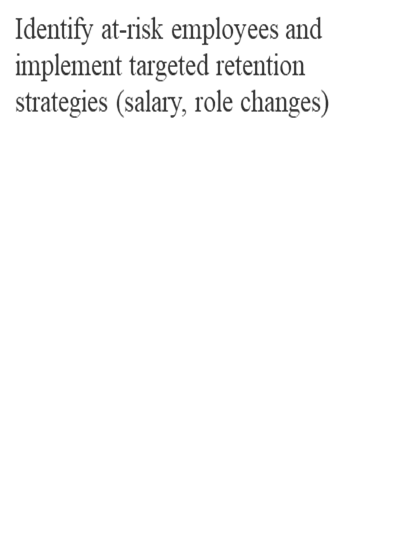 Identify at-risk employees and
implement targeted retention
strategies (salary, role changes)